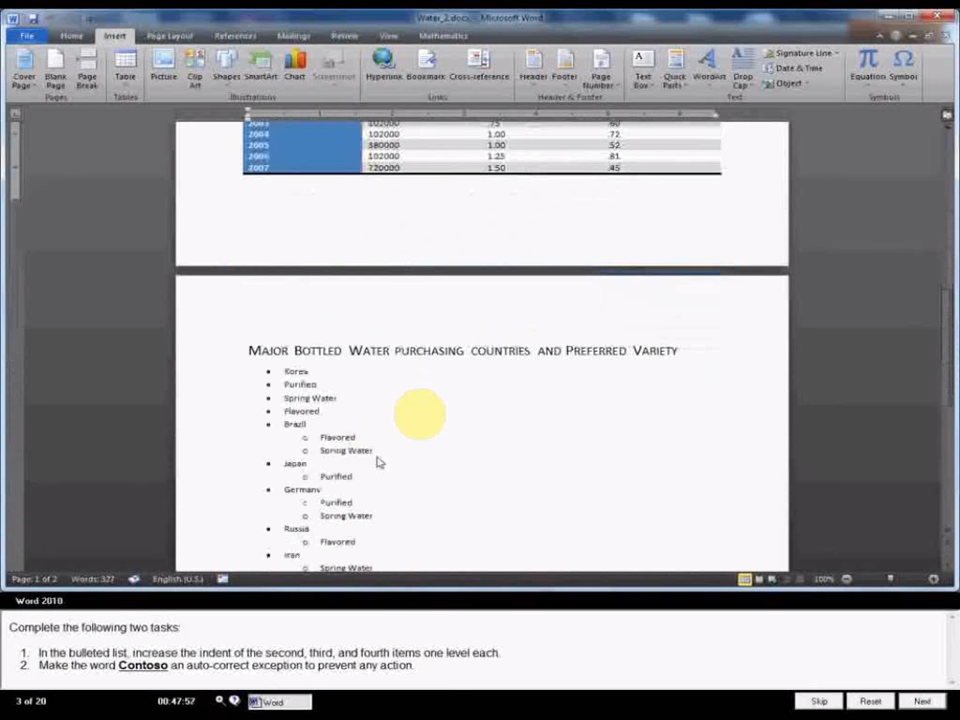 Water_2.docx - Microsoft Word
File Home Insert Page Layout References Mailings Review View Mathematics
Cover Page Blank Page Page Break Table Picture Clip Art Shapes SmartArt Chart Screenshot Hyperlink Bookmark Cross-reference Header Footer Page Number Text Box Quick Parts WordArt Drop Cap Signature Line Date & Time Object Equation Symbol
Pages Tables Illustrations Links Header & Footer Text Symbols
2003 102000 .75 .60
2004 102000 1.00 .72
2005 380000 1.00 .52
2006 102000 1.25 .81
2007 720000 1.50 .45
MAJOR BOTTLED WATER PURCHASING COUNTRIES AND PREFERRED VARIETY
Korea
Purified
Spring Water
Flavored
Brazil
Flavored
Spring Water
Japan
Purified
Germany
Purified
Spring Water
Russia
Flavored
Iran
Spring Water
Page: 1 of 2 Words: 327 English (U.S.) 100%
Word 2010
Complete the following two tasks:
1. In the bulleted list, increase the indent of the second, third, and fourth items one level each.
2. Make the word Contoso an auto-correct exception to prevent any action.
3 of 20 00:47:52 Word Skip Reset Next